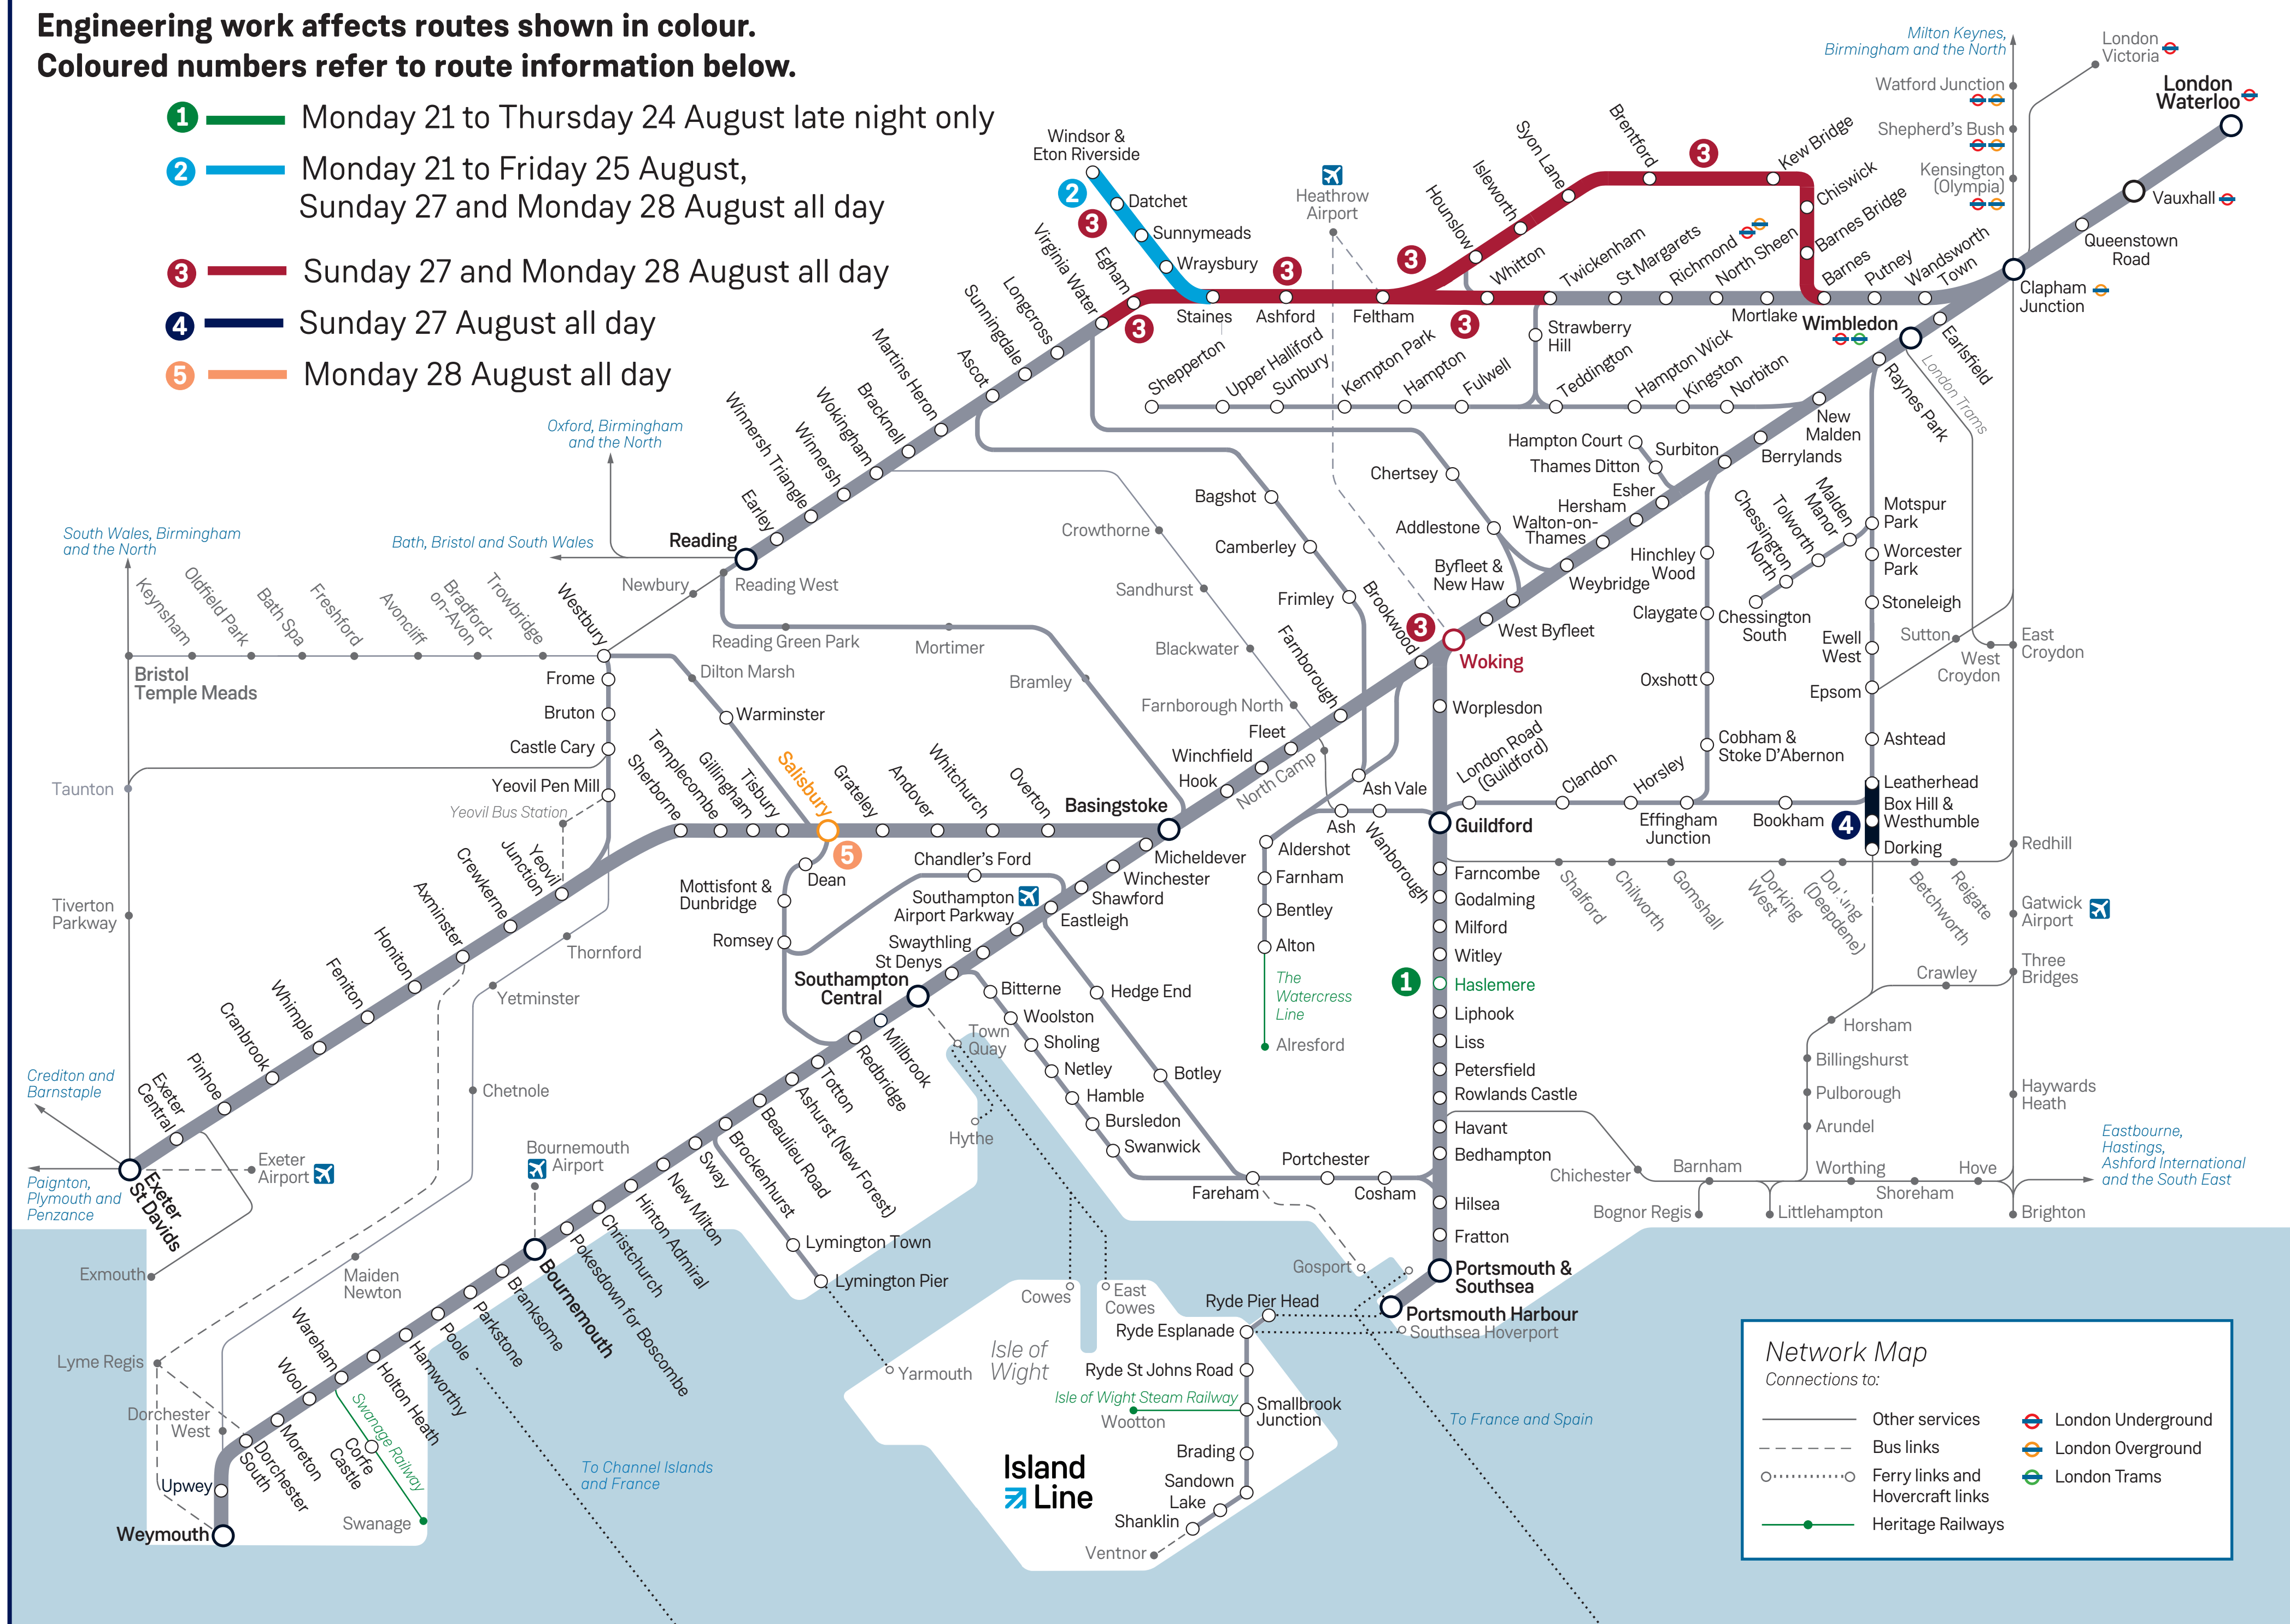 Engineering work affects routes shown in colour.
Coloured numbers refer to route information below.
1 Monday 21 to Thursday 24 August late night only
2 Monday 21 to Friday 25 August,
Sunday 27 and Monday 28 August all day
3 Sunday 27 and Monday 28 August all day
4 Sunday 27 August all day
5 Monday 28 August all day
Milton Keynes,
Birmingham and the North
London
Victoria
Watford Junction
London
Waterloo
Shepherd's Bush
Kensington
(Olympia)
Vauxhall
Queenstown
Road
Clapham
Junction
Windsor &
Eton Riverside
2
Datchet
3
Sunnymeads
Wraysbury
Heathrow
Airport
Hounslow
Isleworth
Syon Lane
Brentford
3
Kew Bridge
Chiswick
Barnes Bridge
Virginia Water
Egham
3
Staines
3
Ashford
Feltham
3
3
Whitton
Twickenham
St Margarets
Richmond
North Sheen
Mortlake
Barnes
Putney
Wandsworth
Town
Wimbledon
Earlsfield
London Trams
Raynes Park
Strawberry
Hill
Shepperton
Upper Halliford
Sunbury
Kempton Park
Hampton
Fulwell
Teddington
Hampton Wick
Kingston
Norbiton
New
Malden
Berrylands
Surbiton
Hampton Court
Thames Ditton
Esher
Hersham
Walton-on-
Thames
Weybridge
Byfleet &
New Haw
West Byfleet
Chertsey
Addlestone
Longcross
Sunningdale
Ascot
Martins Heron
Bracknell
Wokingham
Winnersh
Winnersh Triangle
Earley
Reading
Oxford, Birmingham
and the North
Bath, Bristol and South Wales
South Wales, Birmingham
and the North
Newbury
Reading West
Reading Green Park
Mortimer
Bramley
Bagshot
Camberley
Frimley
Crowthorne
Sandhurst
Blackwater
Farnborough North
North Camp
Brookwood
3
Woking
Farnborough
Fleet
Winchfield
Hook
Basingstoke
Ash Vale
Ash
Wanborough
Aldershot
Farnham
Bentley
Alton
The
Watercress
Line
Alresford
Worplesdon
London Road
(Guildford)
Clandon
Horsley
Effingham
Junction
Bookham
Guildford
Hinchley
Wood
Claygate
Oxshott
Cobham &
Stoke D'Abernon
Chessington
North
Tolworth
Malden
Manor
Chessington
South
Motspur
Park
Worcester
Park
Stoneleigh
Ewell
West
Epsom
Ashtead
Leatherhead
Box Hill &
Westhumble
4
Dorking
Sutton
West
Croydon
East
Croydon
Redhill
Gatwick
Airport
Three
Bridges
Crawley
Haywards
Heath
Shalford
Chilworth
Gomshall
Dorking
West
(Deepdene)
Betchworth
Reigate
Horsham
Billingshurst
Pulborough
Arundel
Farncombe
Godalming
Milford
Witley
1
Haslemere
Liphook
Liss
Petersfield
Rowlands Castle
Havant
Bedhampton
Hilsea
Fratton
Portsmouth &
Southsea
Portsmouth Harbour
Southsea Hoverport
Chichester
Barnham
Bognor Regis
Littlehampton
Worthing
Shoreham
Hove
Brighton
Eastbourne,
Hastings,
Ashford International
and the South East
Keynsham
Oldfield Park
Bath Spa
Freshford
Avoncliff
Bradford-
on-Avon
Trowbridge
Westbury
Bristol
Temple Meads
Dilton Marsh
Warminster
Frome
Bruton
Castle Cary
Yeovil Pen Mill
Yeovil Bus Station
Taunton
Tiverton
Parkway
Sherborne
Templecombe
Gillingham
Tisbury
Salisbury
5
Grateley
Andover
Whitchurch
Overton
Yeovil
Junction
Crewkerne
Axminster
Honiton
Feniton
Whimple
Cranbrook
Pinhoe
Exeter
Central
Exeter
St Davids
Crediton and
Barnstaple
Paignton,
Plymouth and
Penzance
Exeter
Airport
Exmouth
Thornford
Yetminster
Chetnole
Maiden
Newton
Lyme Regis
Dorchester
West
Dean
Mottisfont &
Dunbridge
Romsey
Chandler's Ford
Micheldever
Winchester
Shawford
Eastleigh
Southampton
Airport Parkway
Swaythling
St Denys
Southampton
Central
Hedge End
Botley
Bitterne
Woolston
Sholing
Netley
Hamble
Bursledon
Swanwick
Fareham
Portchester
Cosham
Gosport
Town
Quay
Hythe
Millbrook
Redbridge
Totton
Ashurst (New Forest)
Beaulieu Road
Brockenhurst
Sway
New Milton
Hinton Admiral
Christchurch
Pokesdown for Boscombe
Bournemouth
Bournemouth
Airport
Branksome
Parkstone
Poole
Hamworthy
Holton Heath
Wareham
Wool
Moreton
Dorchester
South
Upwey
Weymouth
Swanage Railway
Corfe
Castle
Swanage
Lymington Town
Lymington Pier
Yarmouth
Cowes
East
Cowes
Isle of
Wight
Ryde Pier Head
Ryde Esplanade
Ryde St Johns Road
Isle of Wight Steam Railway
Wootton
Smallbrook
Junction
Brading
Sandown
Lake
Shanklin
Ventnor
Island
Line
To Channel Islands
and France
To France and Spain
Network Map
Connections to:
Other services
Bus links
Ferry links and
Hovercraft links
Heritage Railways
London Underground
London Overground
London Trams